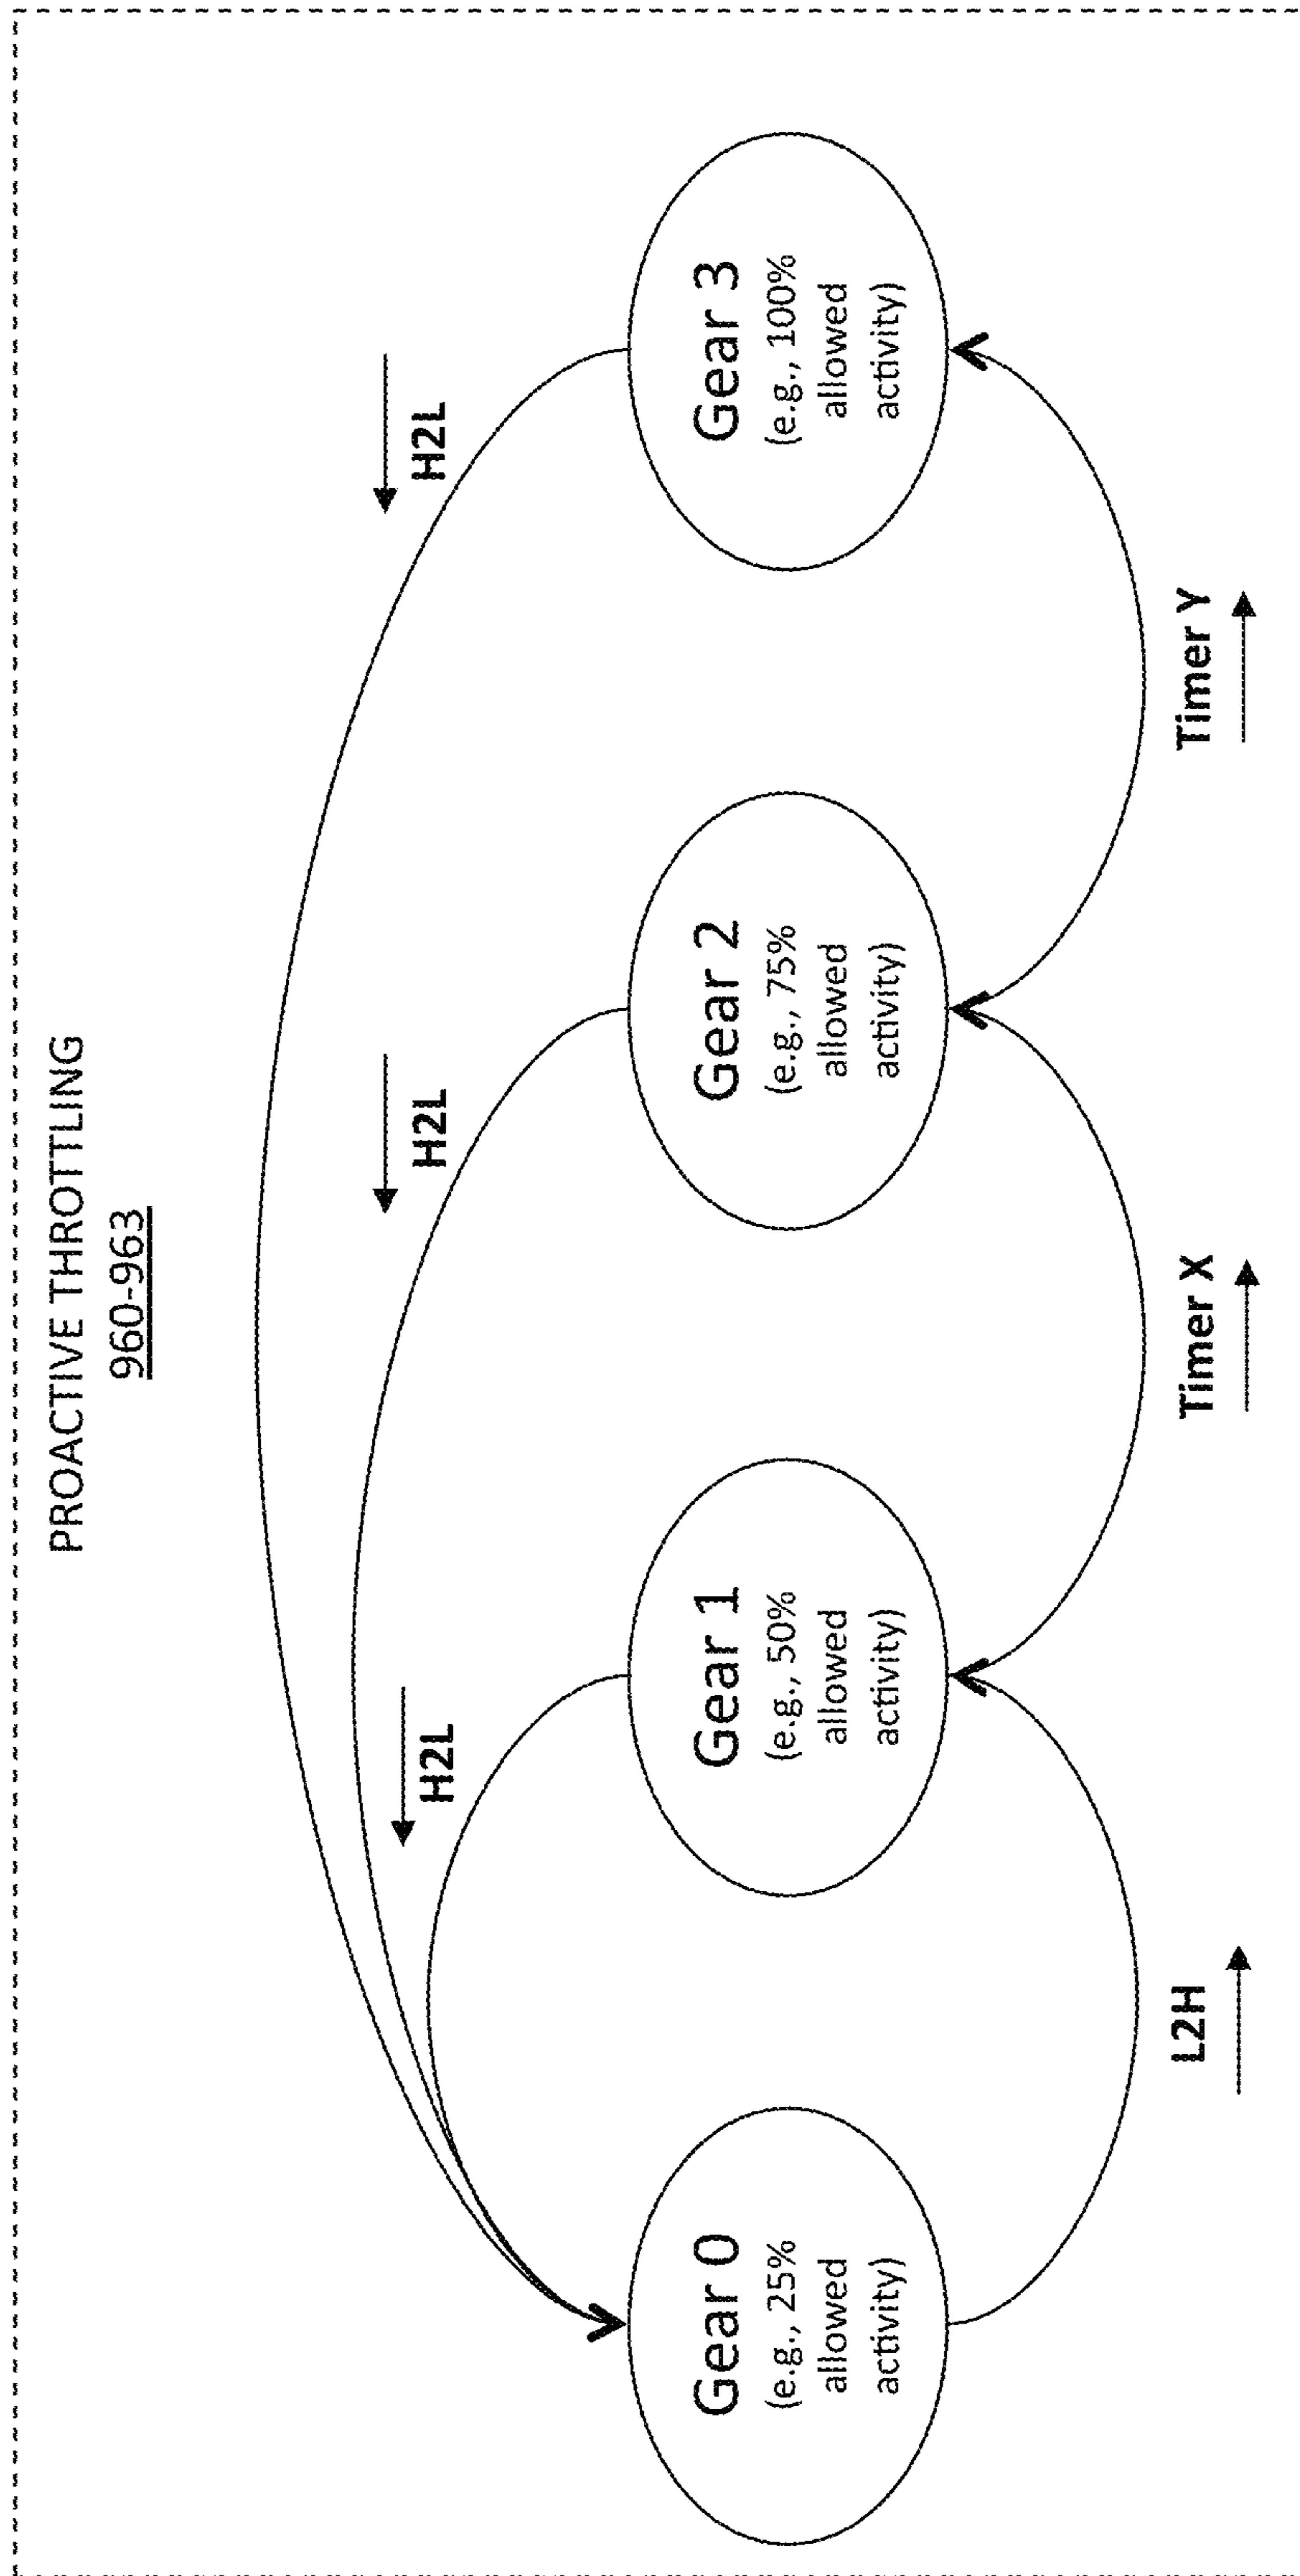 PROACTIVE THROTTLING
960-963
H2L
H2L
H2L
Gear 0
(e.g., 25%
allowed
activity)
Gear 1
(e.g., 50%
allowed
activity)
Gear 2
(e.g., 75%
allowed
activity)
Gear 3
(e.g., 100%
allowed
activity)
L2H
Timer X
Timer Y